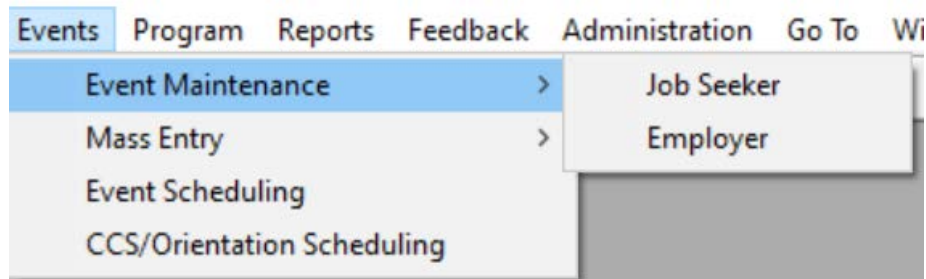 Events Program Reports Feedback Administration Go To
Event Maintenance > Job Seeker
Mass Entry > Employer
Event Scheduling
CCS/Orientation Scheduling